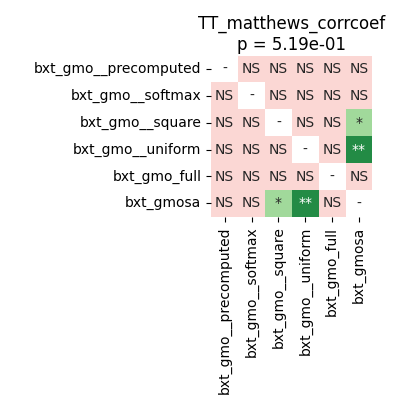 TT_matthews_corrcoef
p = 5.19e-01
bxt_gmo__precomputed - NS NS NS NS NS
bxt_gmo__softmax NS - NS NS NS NS
bxt_gmo__square NS NS - NS NS *
bxt_gmo__uniform NS NS NS - NS **
bxt_gmo_full NS NS NS NS - NS
bxt_gmosa NS NS * ** NS -
bxt_gmo__precomputed
bxt_gmo__softmax
bxt_gmo__square
bxt_gmo__uniform
bxt_gmo_full
bxt_gmosa